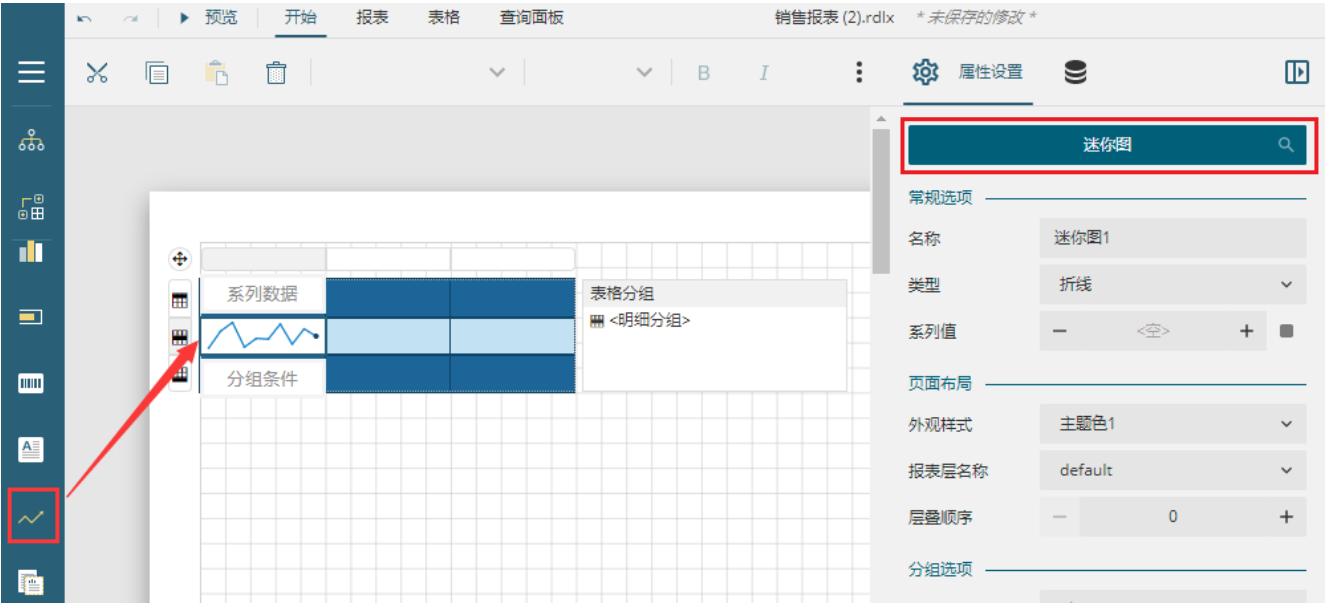 预览 开始 报表 表格 查询面板 销售报表 (2).rdlx * 未保存的修改 *
B I 属性设置
迷你图
常规选项
名称 迷你图1
类型 折线
系列值 <空>
页面布局
外观样式 主题色1
报表层名称 default
层叠顺序 0
分组选项
系列数据
分组条件
表格分组
<明细分组>